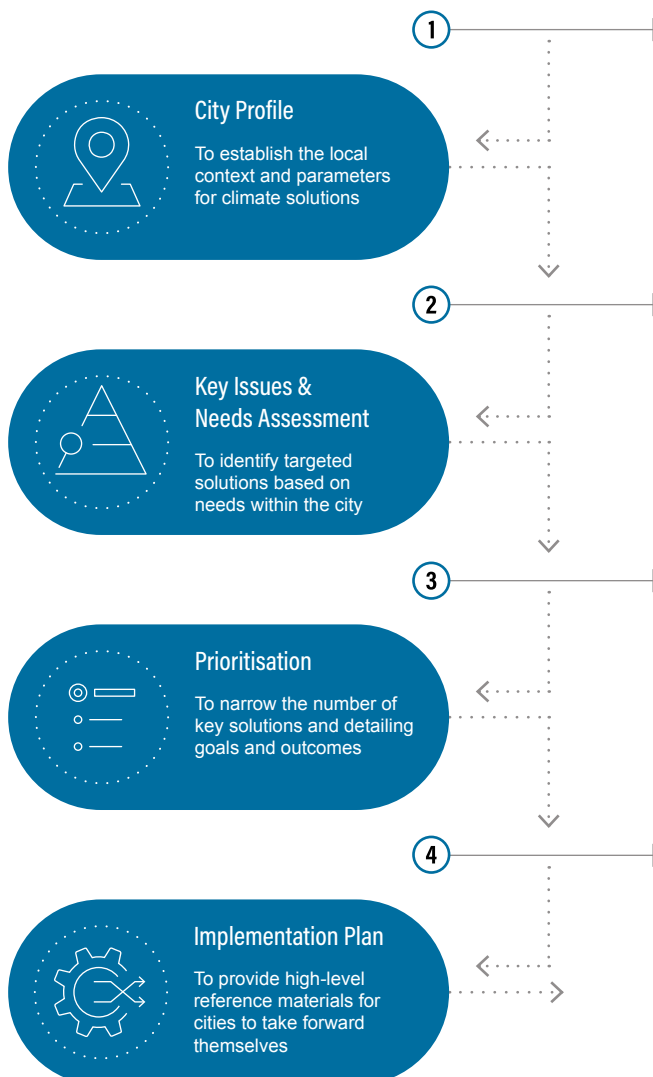 1
City Profile
To establish the local
context and parameters
for climate solutions
2
Key Issues &
Needs Assessment
To identify targeted
solutions based on
needs within the city
3
Prioritisation
To narrow the number of
key solutions and detailing
goals and outcomes
4
Implementation Plan
To provide high-level
reference materials for
cities to take forward
themselves